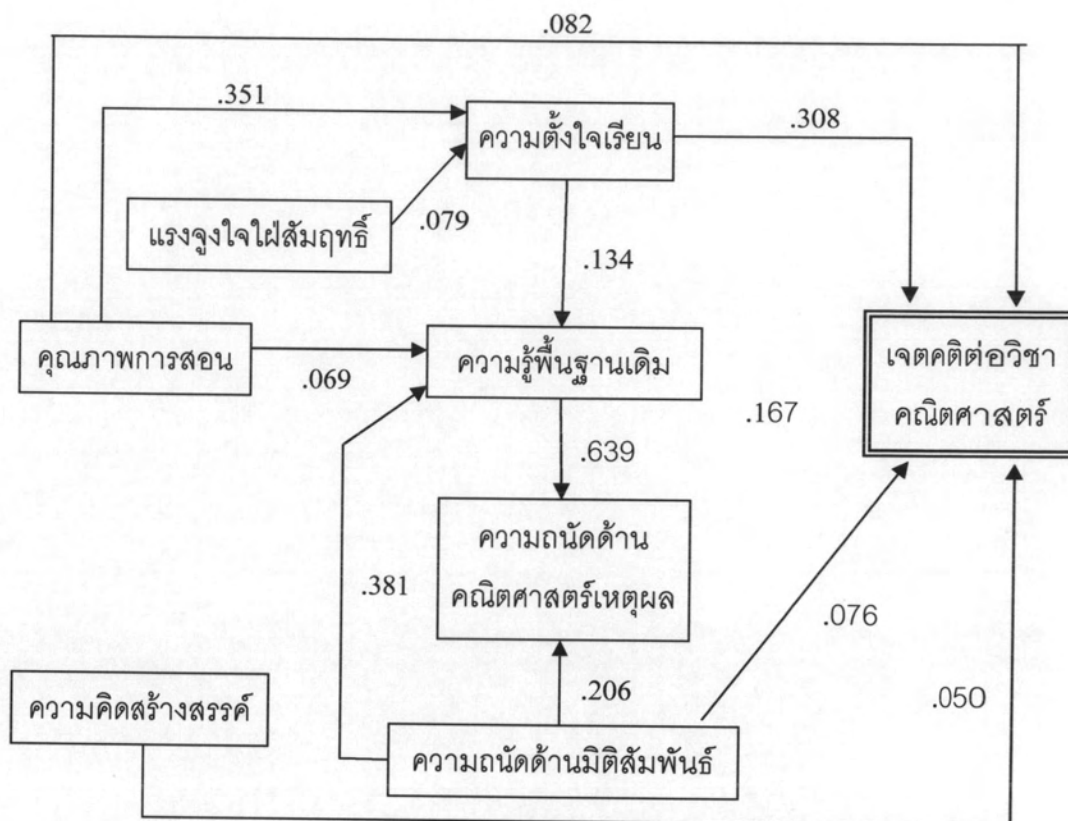 .082
.351
ความตั้งใจเรียน
.308
แรงจูงใจใฝ่สัมฤทธิ์
.079
.134
คุณภาพการสอน
.069
ความรู้พื้นฐานเดิม
เจตคติต่อวิชา
คณิตศาสตร์
.167
.639
ความถนัดด้าน
คณิตศาสตร์เหตุผล
.381
.076
.206
ความคิดสร้างสรรค์
.050
ความถนัดด้านมิติสัมพันธ์